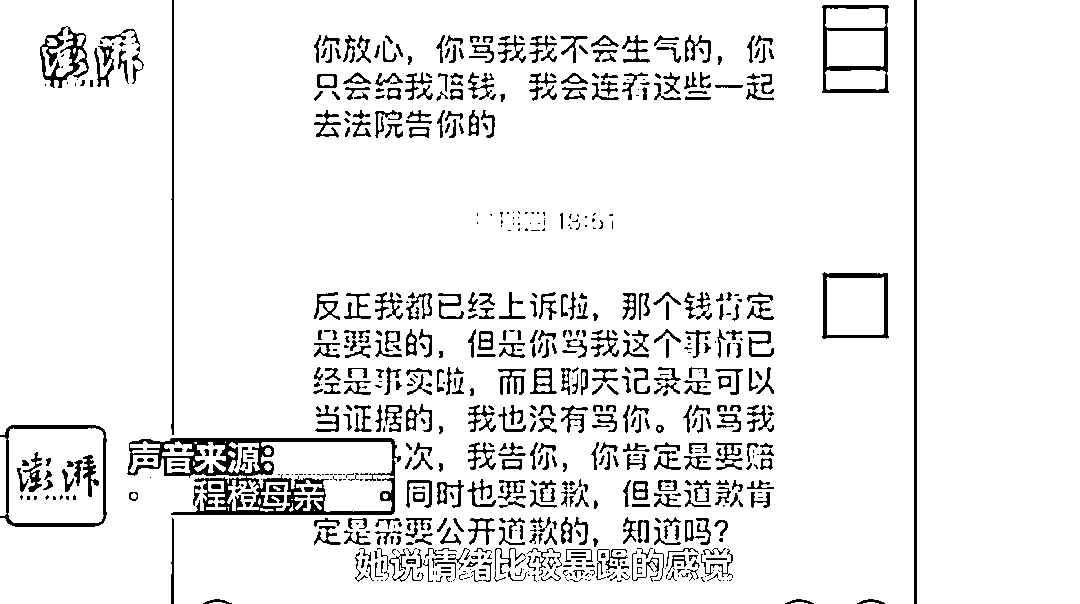 澎湃
你放心，你骂我我不会生气的，你
只会给我赔钱，我会连着这些一起
去法院告你的
反正我都已经上诉啦，那个钱肯定
是要退的，但是你骂我这个事情已
经是事实啦，而且聊天记录是可以
当证据的，我也没有骂你。你骂我
次，我告你，你肯定是要赔
同时也要道歉，但是道歉肯
定是需要公开道歉的，知道吗？
澎湃
声音来源：
程橙母亲
她说情绪比较暴躁的感觉